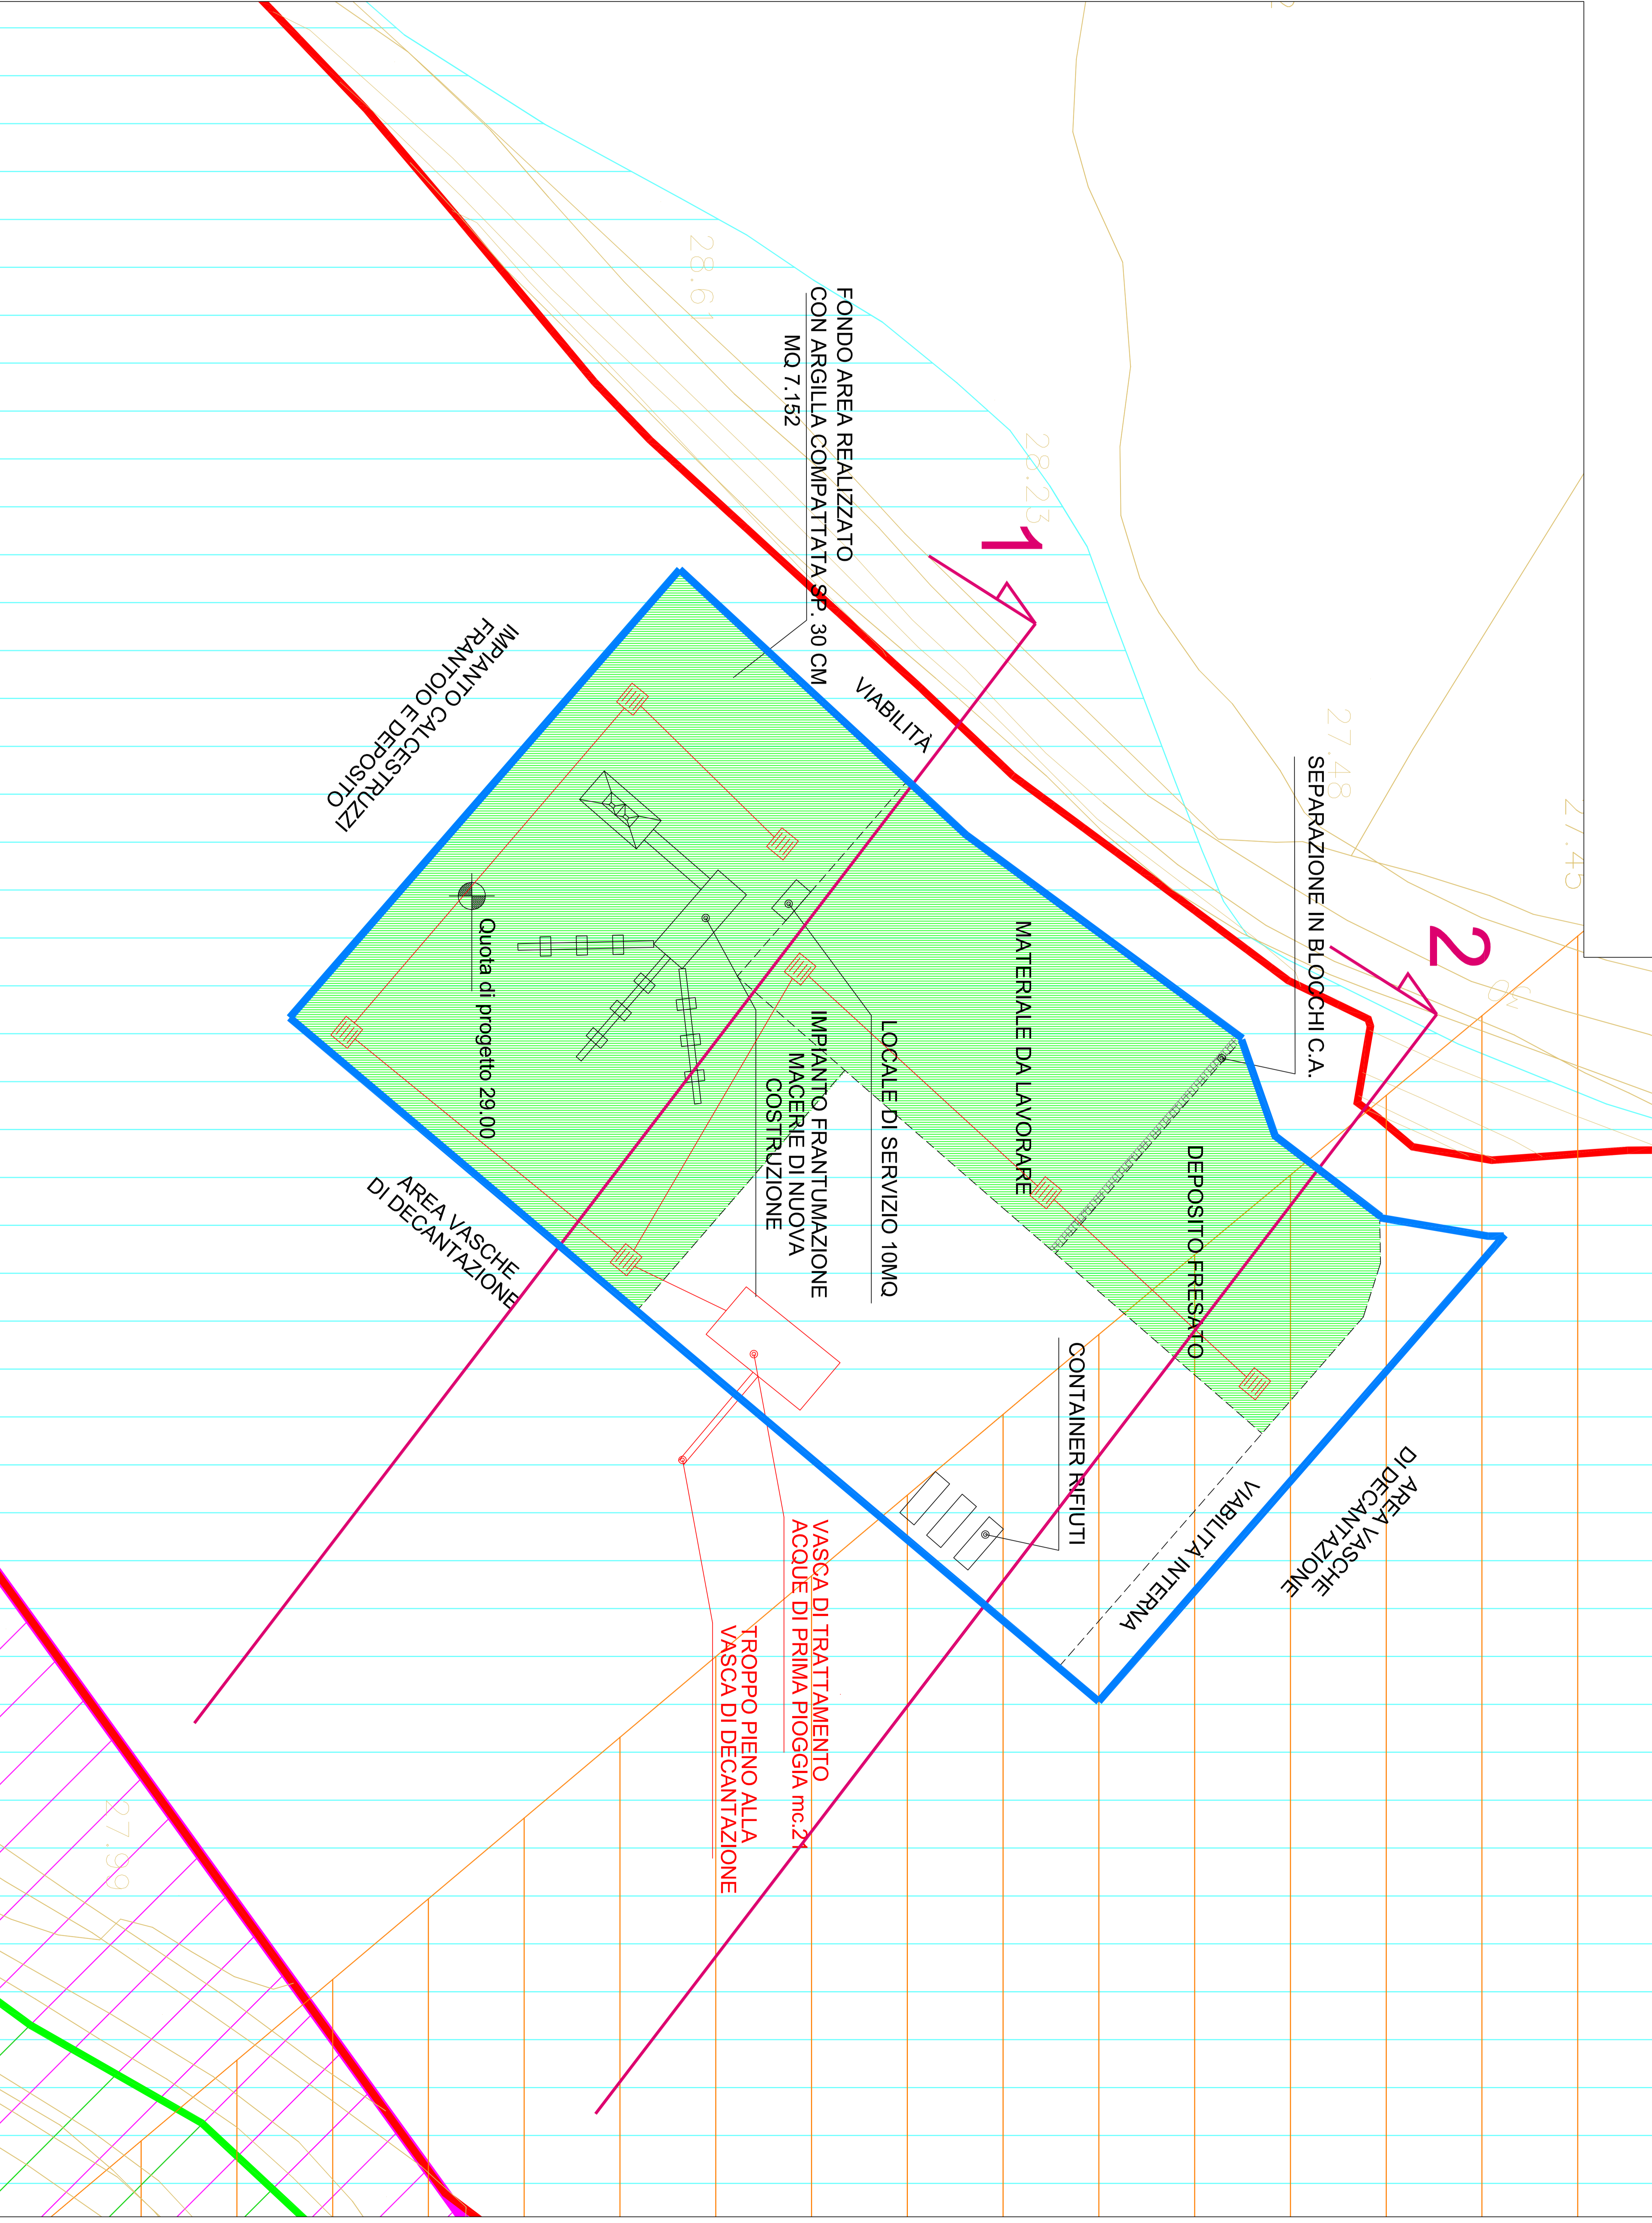 FONDO AREA REALIZZATO
CON ARGILLA COMPATTATA SP. 30 CM
MQ 7.152
28.61
28.23
27.48
27.45
1
2
SEPARAZIONE IN BLOCCHI C.A.
VIABILITÀ
MATERIALE DA LAVORARE
DEPOSITO FRESATO
LOCALE DI SERVIZIO 10MQ
IMPIANTO FRANTUMAZIONE
MACERIE DI NUOVA
COSTRUZIONE
IMPIANTO CALCESTRUZZI
FRANTOIO E DEPOSITO
Quota di progetto 29.00
AREA VASCHE
DI DECANTAZIONE
CONTAINER RIFIUTI
VIABILITÀ INTERNA
AREA VASCHE
DI DECANTAZIONE
VASCA DI TRATTAMENTO
ACQUE DI PRIMA PIOGGIA mc.21
TROPPO PIENO ALLA
VASCA DI DECANTAZIONE
27.99